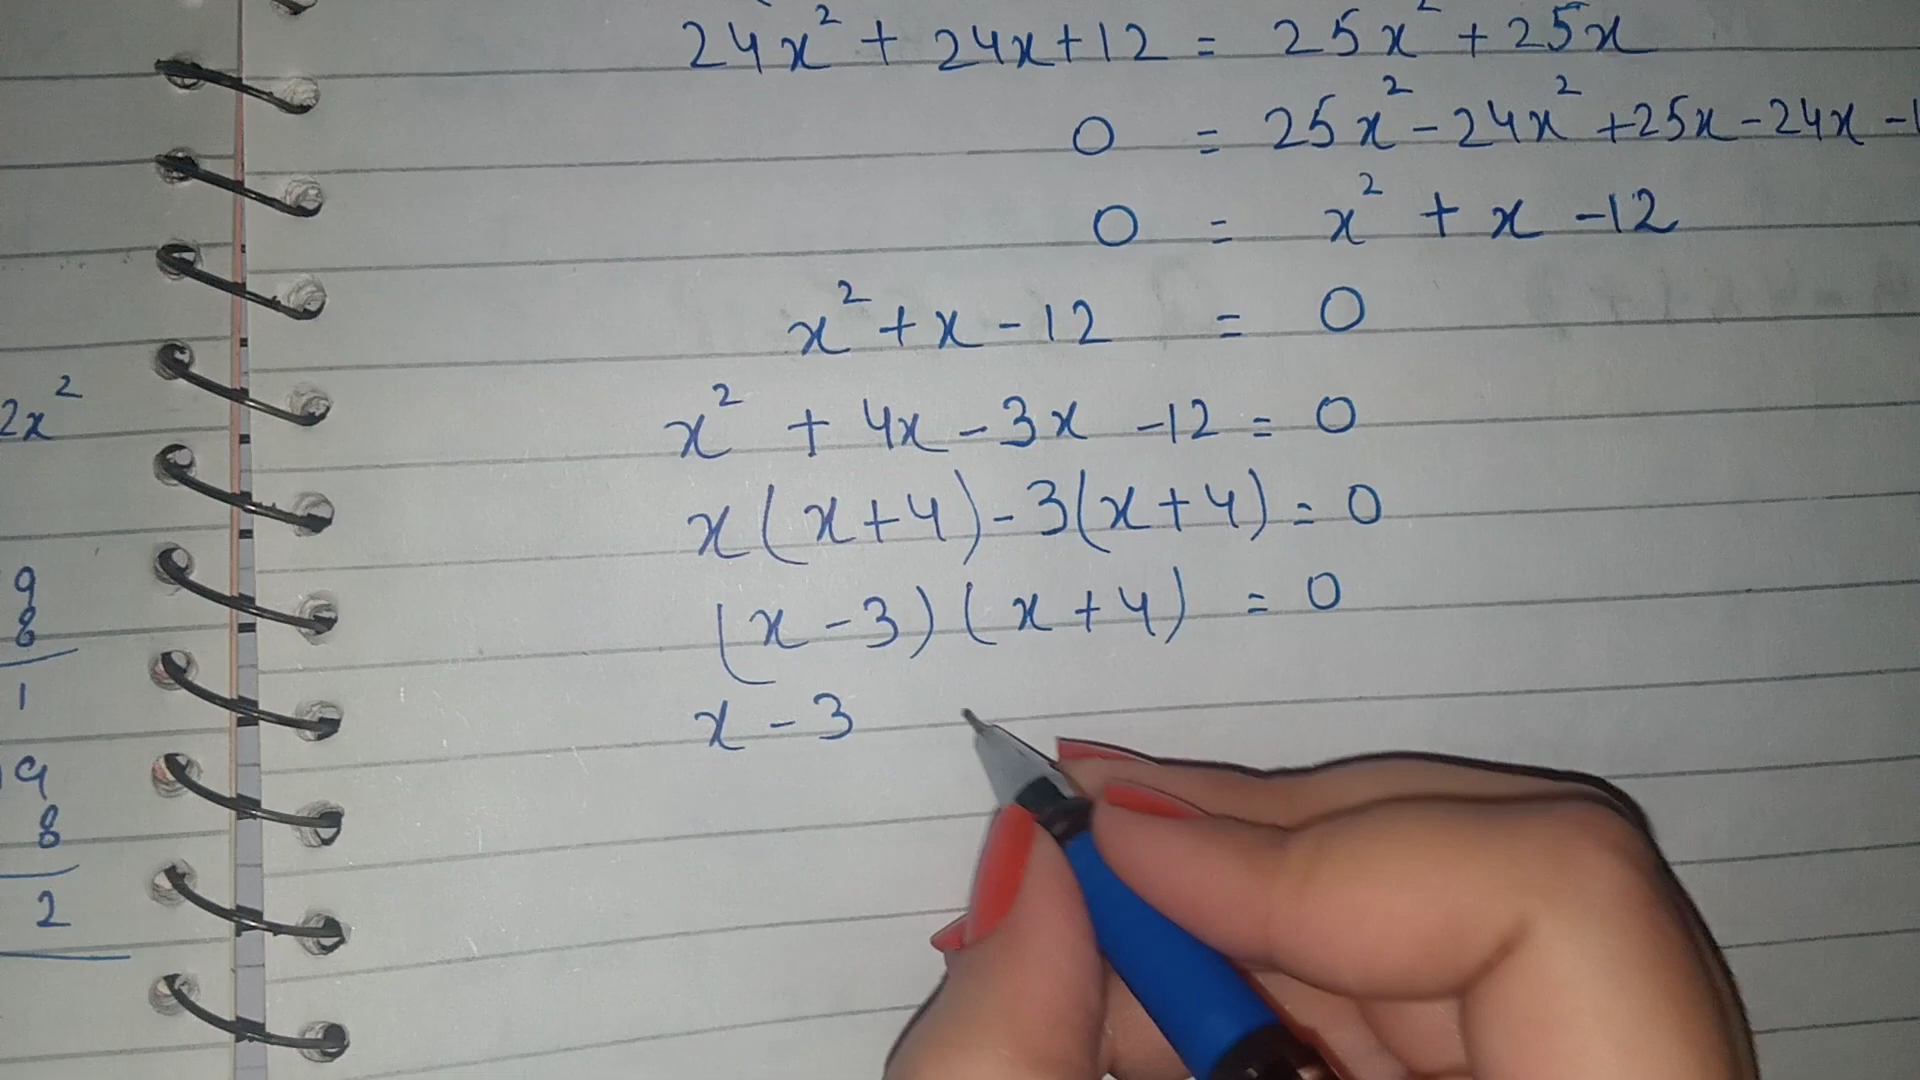 24x² + 24x + 12 = 25x² + 25x
0 = 25x² - 24x² + 25x - 24x - 1
0 = x² + x - 12
x² + x - 12 = 0
x² + 4x - 3x - 12 = 0
x(x+4) - 3(x+4) = 0
(x - 3)(x + 4) = 0
x - 3
2x²
9
8
1
9
8
2